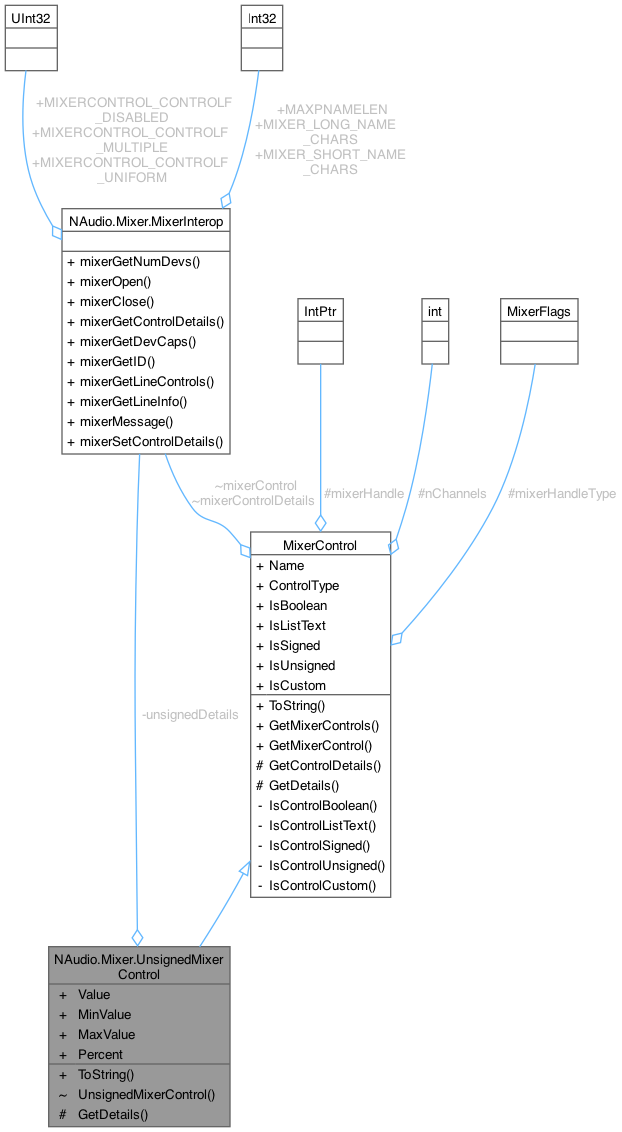 UInt32
Int32
+MIXERCONTROL_CONTROLF
_DISABLED
+MIXERCONTROL_CONTROLF
_MULTIPLE
+MIXERCONTROL_CONTROLF
_UNIFORM
+MAXPNAMELEN
+MIXER_LONG_NAME
_CHARS
+MIXER_SHORT_NAME
_CHARS
NAudio.Mixer.MixerInterop
+ mixerGetNumDevs()
+ mixerOpen()
+ mixerClose()
+ mixerGetControlDetails()
+ mixerGetDevCaps()
+ mixerGetID()
+ mixerGetLineControls()
+ mixerGetLineInfo()
+ mixerMessage()
+ mixerSetControlDetails()
IntPtr
int
MixerFlags
~mixerControl
~mixerControlDetails
#mixerHandle
#nChannels
#mixerHandleType
MixerControl
+ Name
+ ControlType
+ IsBoolean
+ IsListText
+ IsSigned
+ IsUnsigned
+ IsCustom
+ ToString()
+ GetMixerControls()
+ GetMixerControl()
# GetControlDetails()
# GetDetails()
- IsControlBoolean()
- IsControlListText()
- IsControlSigned()
- IsControlUnsigned()
- IsControlCustom()
-unsignedDetails
NAudio.Mixer.UnsignedMixer
Control
+ Value
+ MinValue
+ MaxValue
+ Percent
+ ToString()
~ UnsignedMixerControl()
# GetDetails()